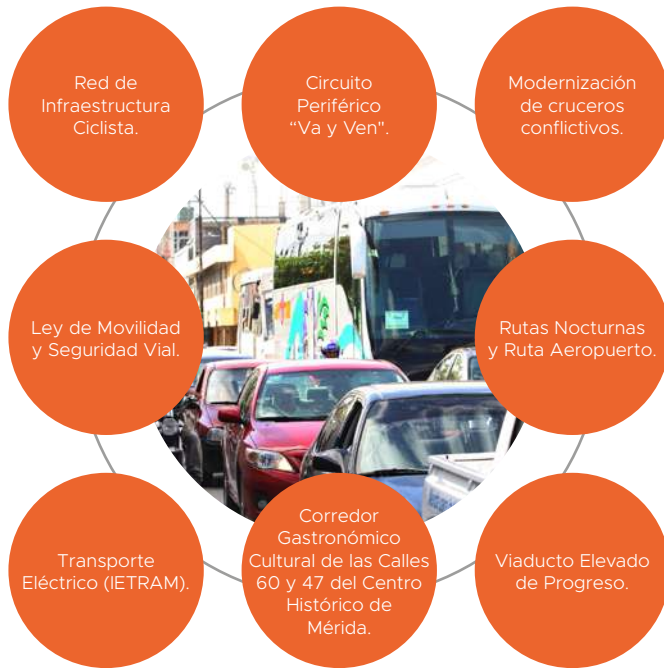 Red de
Infraestructura
Ciclista.
Circuito
Periférico
“Va y Ven".
Modernización
de cruceros
conflictivos.
Ley de Movilidad
y Seguridad Vial.
Rutas Nocturnas
y Ruta Aeropuerto.
Transporte
Eléctrico (IETRAM).
Corredor
Gastronómico
Cultural de las Calles
60 y 47 del Centro
Histórico de
Mérida.
Viaducto Elevado
de Progreso.